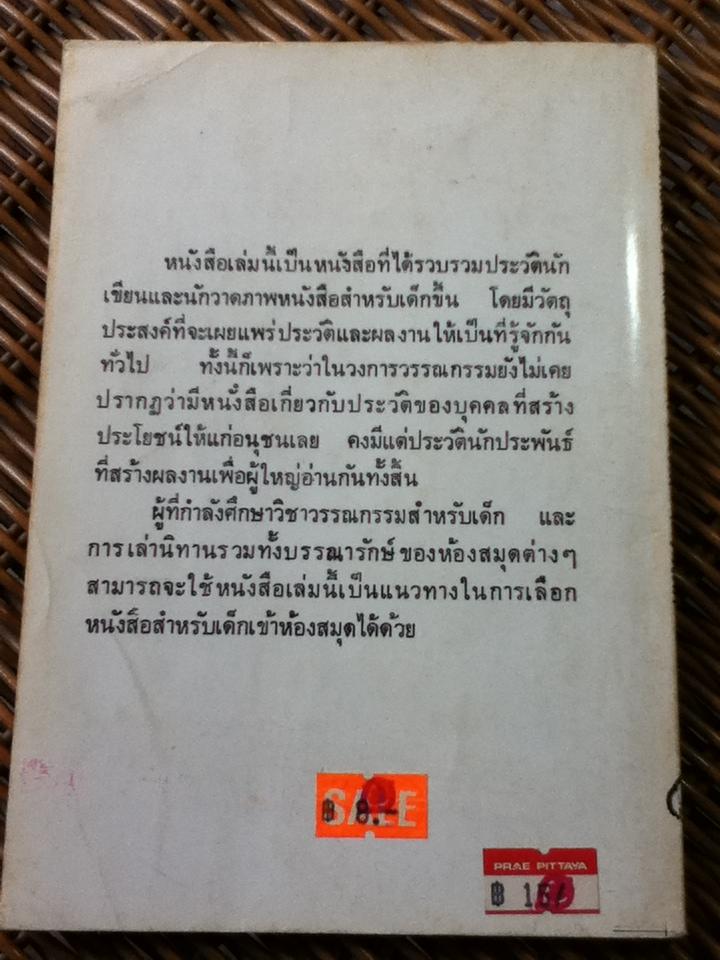 หนังสือเล่มนี้เป็นหนังสือที่ได้รวบรวมประวัตินัก
เขียนและนักวาดภาพหนังสือสำหรับเด็กขึ้น โดยมีวัตถุ
ประสงค์ที่จะเผยแพร่ประวัติและผลงานให้เป็นที่รู้จักกัน
ทั่วไป ทั้งนี้ก็เพราะว่าในวงการวรรณกรรมยังไม่เคย
ปรากฏว่ามีหนังสือเกี่ยวกับประวัติของบุคคลที่สร้าง
ประโยชน์ให้แก่อนุชนเลย คงมีแต่ประวัตินักประพันธ์
ที่สร้างผลงานเพื่อผู้ใหญ่อ่านกันทั้งสิ้น
ผู้ที่กำลังศึกษาวิชาวรรณกรรมสำหรับเด็ก และ
การเล่านิทานรวมทั้งบรรณารักษ์ของห้องสมุดต่างๆ
สามารถจะใช้หนังสือเล่มนี้เป็นแนวทางในการเลือก
หนังสือสำหรับเด็กเข้าห้องสมุดได้ด้วย
SALE
฿ 8.-
PRAE PITTAYA